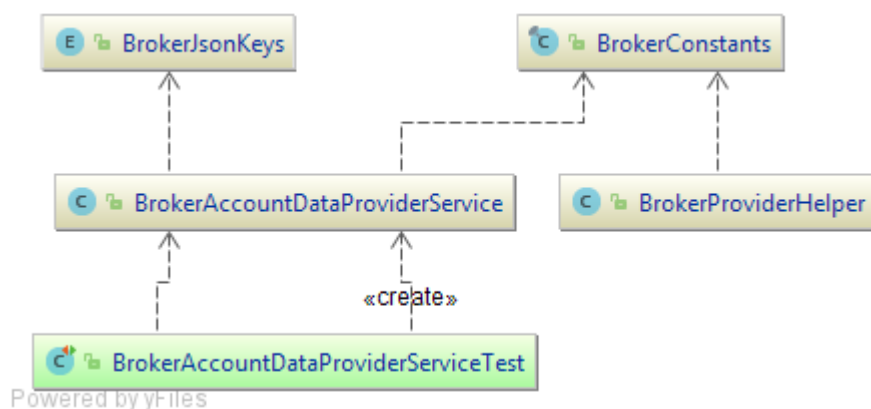 E BrokerJsonKeys
C BrokerConstants
C BrokerAccountDataProviderService
C BrokerProviderHelper
«create»
C BrokerAccountDataProviderServiceTest
Powered by yFiles